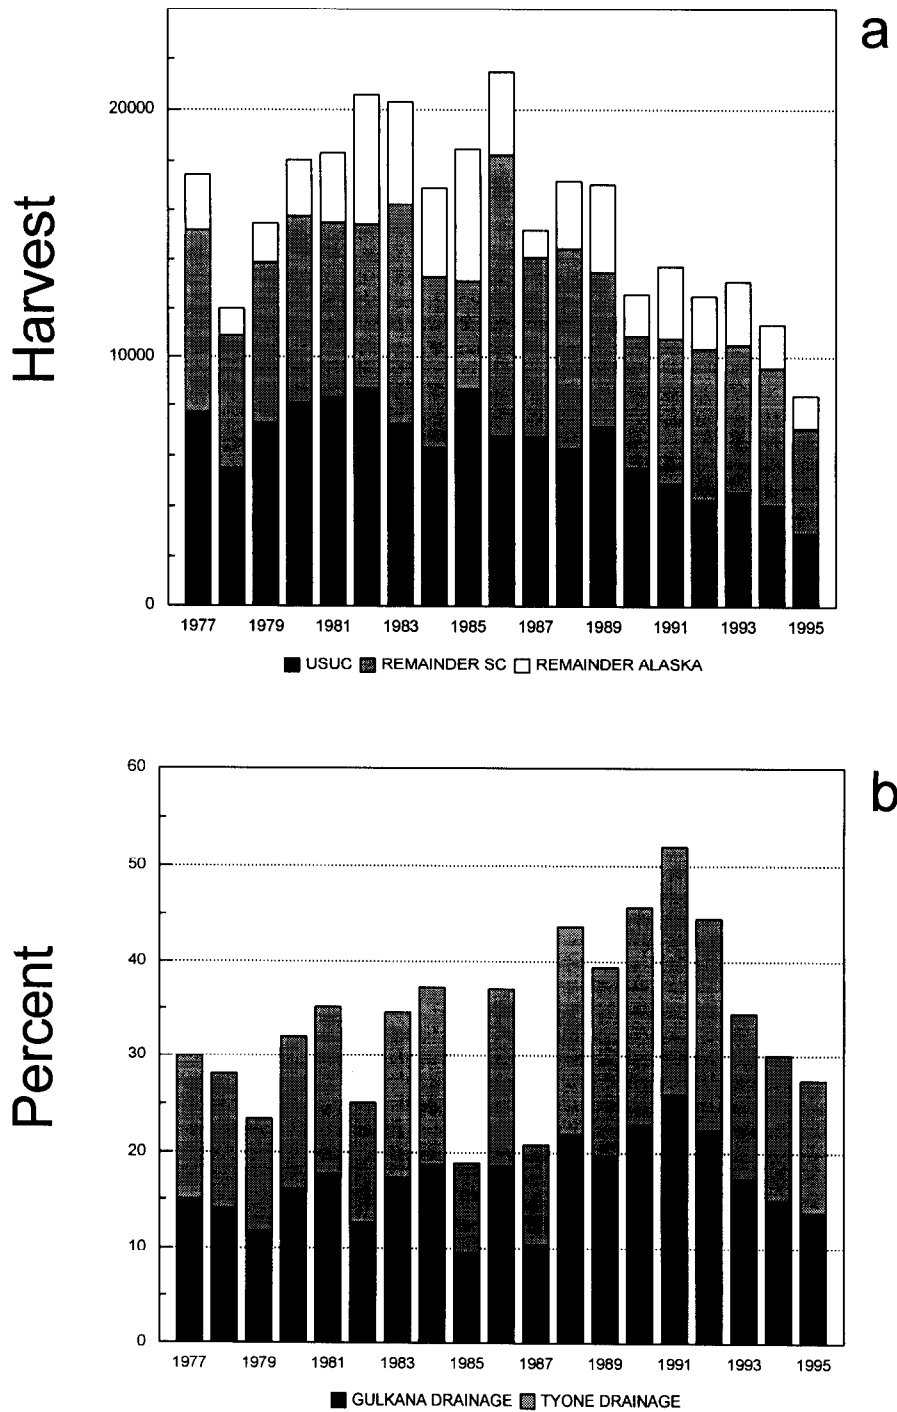 a
Harvest
20000
10000
0
1977 1979 1981 1983 1985 1987 1989 1991 1993 1995
USUC REMAINDER SC REMAINDER ALASKA
b
Percent
60
50
40
30
20
10
0
1977 1979 1981 1983 1985 1987 1989 1991 1993 1995
GULKANA DRAINAGE TYONE DRAINAGE